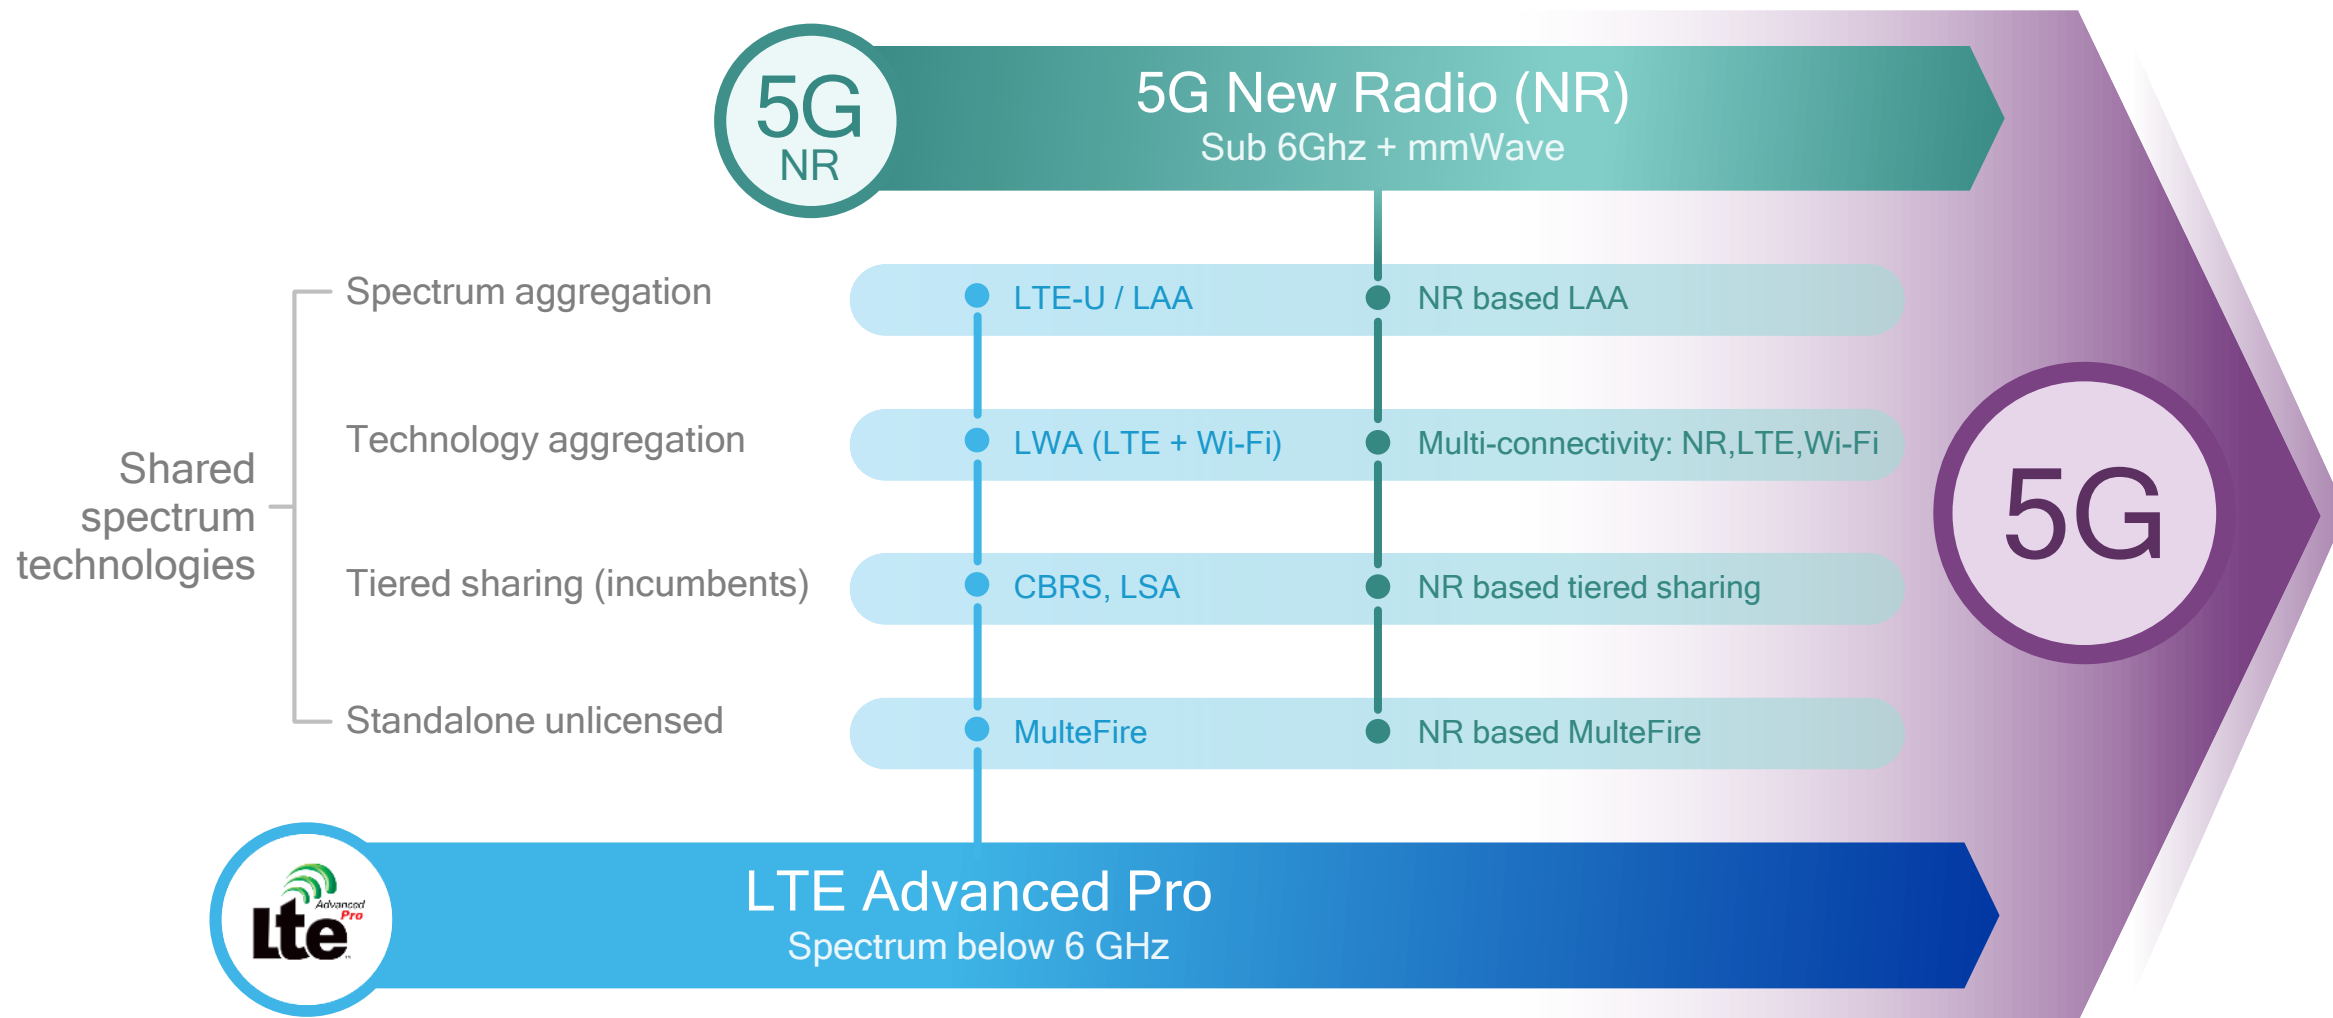 5G
NR
5G New Radio (NR)
Sub 6Ghz + mmWave
Shared
spectrum
technologies
Spectrum aggregation
LTE-U / LAA
NR based LAA
Technology aggregation
LWA (LTE + Wi-Fi)
Multi-connectivity: NR,LTE,Wi-Fi
Tiered sharing (incumbents)
CBRS, LSA
NR based tiered sharing
Standalone unlicensed
MulteFire
NR based MulteFire
5G
Advanced
Pro
Lte
LTE Advanced Pro
Spectrum below 6 GHz